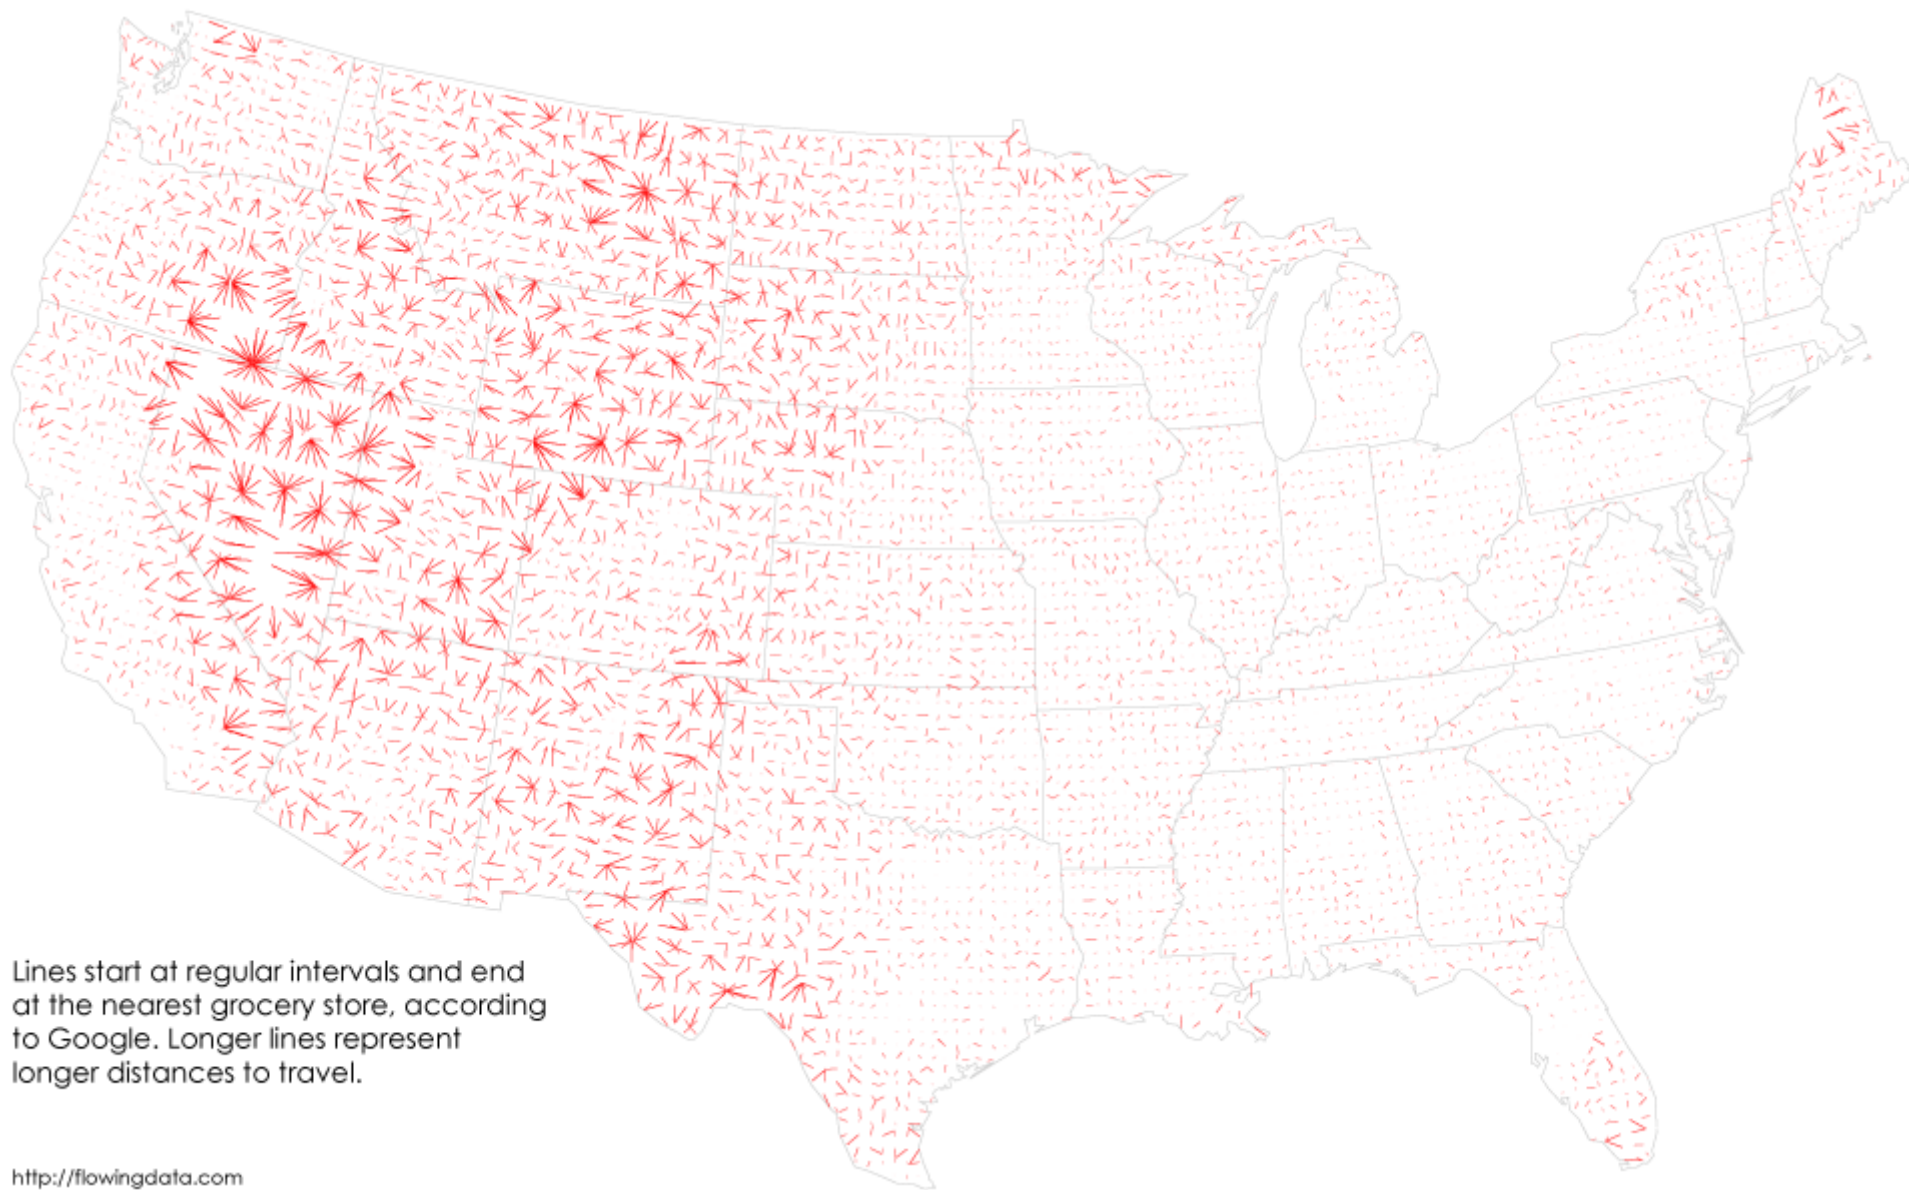 Lines start at regular intervals and end
at the nearest grocery store, according
to Google. Longer lines represent
longer distances to travel.
http://flowingdata.com